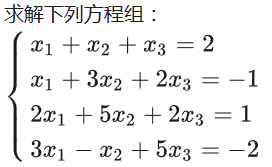 求解下列方程组：
x₁ + x₂ + x₃ = 2
x₁ + 3x₂ + 2x₃ = −1
2x₁ + 5x₂ + 2x₃ = 1
3x₁ − x₂ + 5x₃ = −2